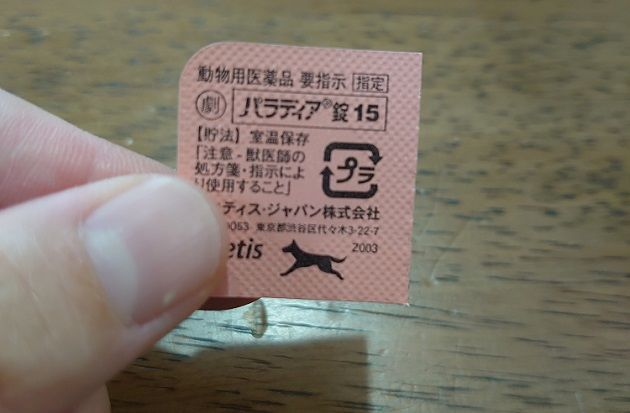 動物用医薬品 要指示 指定
劇 パラディア®錠 15
【貯法】 室温保存
「注意-獣医師の
処方箋・指示によ
り使用すること」
プラ
ティス・ジャパン株式会社
0053 東京都渋谷区代々木3-22-7
etis 2003